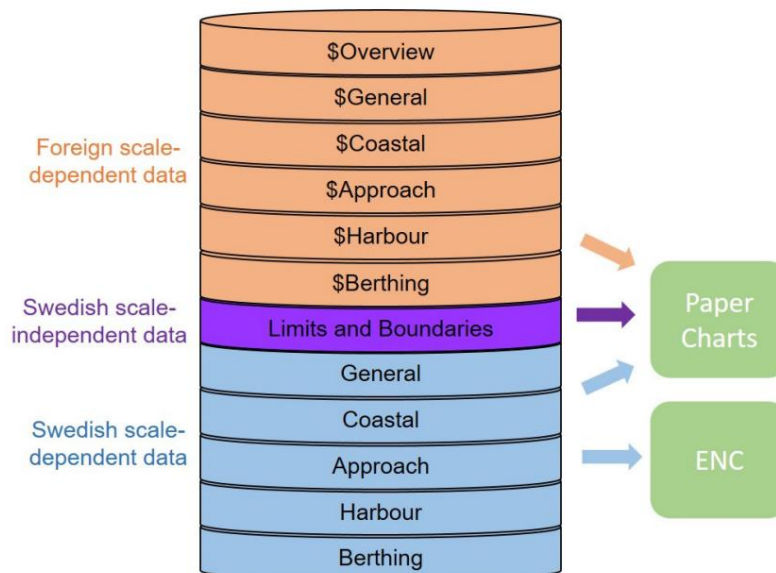 $Overview
$General
$Coastal
Foreign scale-
dependent data
$Approach
$Harbour
$Berthing
Swedish scale-
independent data
Limits and Boundaries
Paper
Charts
General
Coastal
Swedish scale-
dependent data
Approach
ENC
Harbour
Berthing